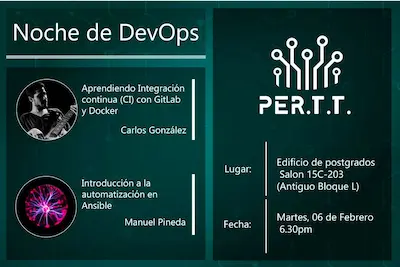 Noche de DevOps
Aprendiendo Integración
continua (CI) con GitLab
y Docker
Carlos González
Introducción a la
automatización en
Ansible
Manuel Pineda
PER.T.T.
Lugar:
Edificio de postgrados
Salon 15C-203
(Antiguo Bloque L)
Fecha:
Martes, 06 de Febrero
6.30pm